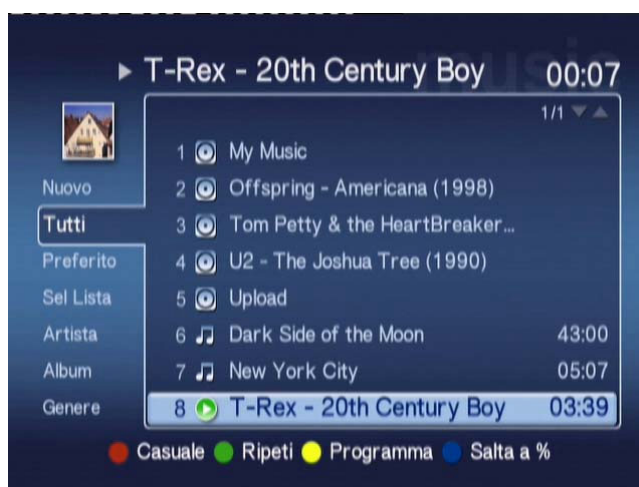 music
T-Rex - 20th Century Boy 00:07
1/1
1 My Music
Nuovo
2 Offspring - Americana (1998)
Tutti
3 Tom Petty & the HeartBreaker...
Preferito
4 U2 - The Joshua Tree (1990)
Sel Lista
5 Upload
Artista
6 Dark Side of the Moon 43:00
Album
7 New York City 05:07
Genere
8 T-Rex - 20th Century Boy 03:39
Casuale Ripeti Programma Salta a %